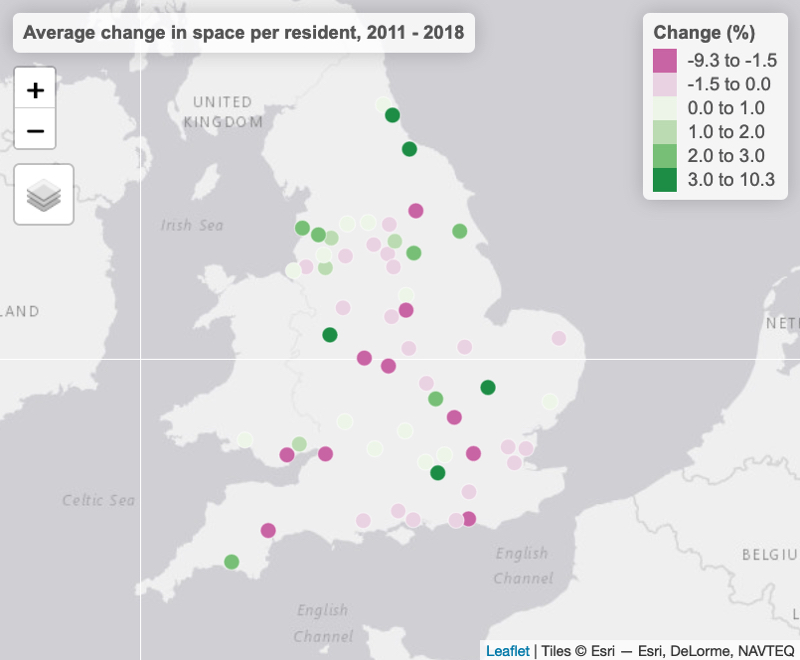 Average change in space per resident, 2011 - 2018
Change (%)
-9.3 to -1.5
-1.5 to 0.0
0.0 to 1.0
1.0 to 2.0
2.0 to 3.0
3.0 to 10.3
+
−
UNITED
KINGDOM
Irish Sea
LAND
NETH
Celtic Sea
English
Channel
BELGIU
English
Channel
L
Leaflet | Tiles © Esri — Esri, DeLorme, NAVTEQ